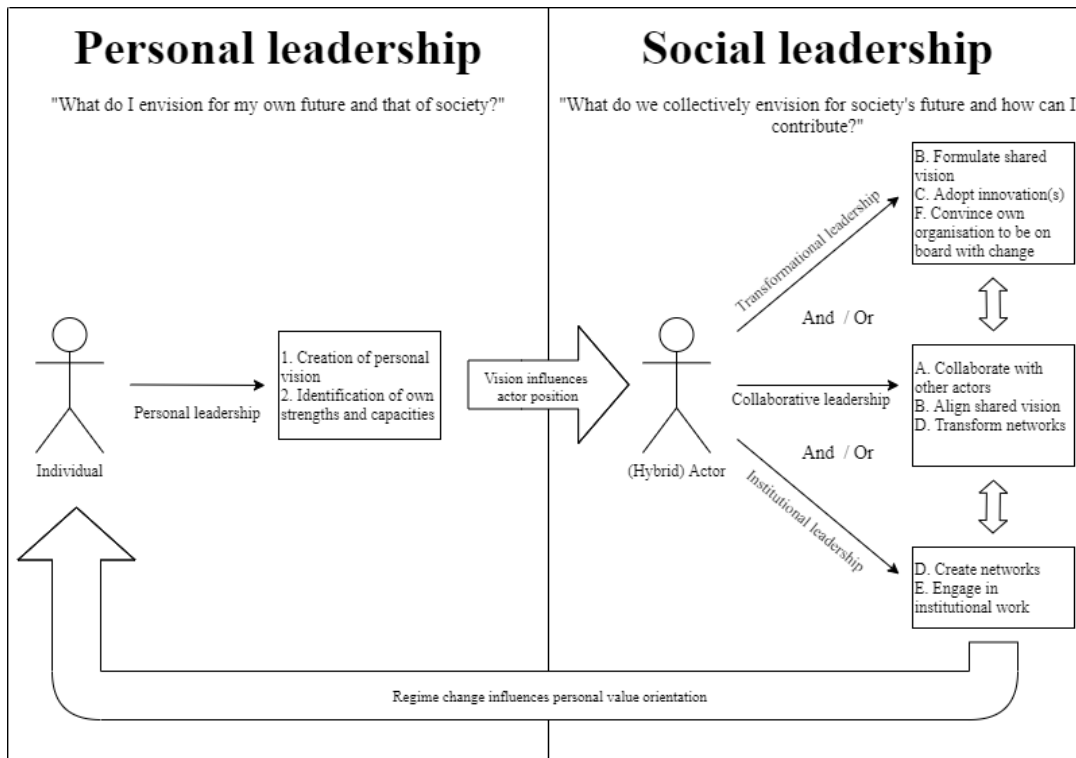 Personal leadership
"What do I envision for my own future and that of society?"
Individual
Personal leadership
1. Creation of personal
vision
2. Identification of own
strengths and capacities
Vision influences
actor position
Social leadership
"What do we collectively envision for society's future and how can I
contribute?"
(Hybrid) Actor
Transformational leadership
And / Or
Collaborative leadership
And / Or
Institutional leadership
B. Formulate shared
vision
C. Adopt innovation(s)
F. Convince own
organisation to be on
board with change
A. Collaborate with
other actors
B. Align shared vision
D. Transform networks
D. Create networks
E. Engage in
institutional work
Regime change influences personal value orientation